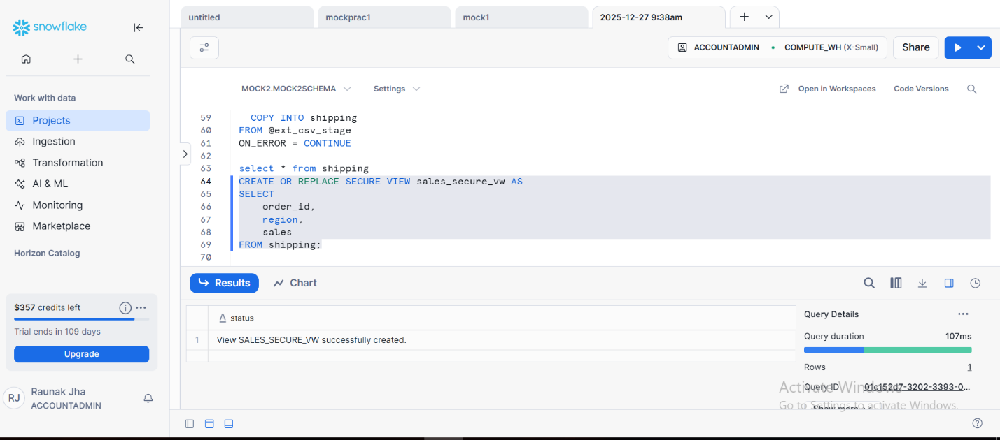 snowflake
Work with data
Projects
Ingestion
Transformation
AI & ML
Monitoring
Marketplace
Horizon Catalog
$357 credits left
Trial ends in 109 days
Upgrade
RJ
Raunak Jha
ACCOUNTADMIN
untitled
mockprac1
mock1
2025-12-27 9:38am
ACCOUNTADMIN • COMPUTE_WH (X-Small)
Share
MOCK2.MOCK2SCHEMA
Settings
Open in Workspaces
Code Versions
59 COPY INTO shipping
60 FROM @ext_csv_stage
61 ON_ERROR = CONTINUE
62
63 select * from shipping
64 CREATE OR REPLACE SECURE VIEW sales_secure_vw AS
65 SELECT
66 order_id,
67 region,
68 sales
69 FROM shipping;
70
Results
Chart
A status
1 View SALES_SECURE_VW successfully created.
Query Details
Query duration 107ms
Rows 1
Query ID 01c152d7-3202-3393-0...
Show more
Activate Windows
Go to Settings to activate Windows.